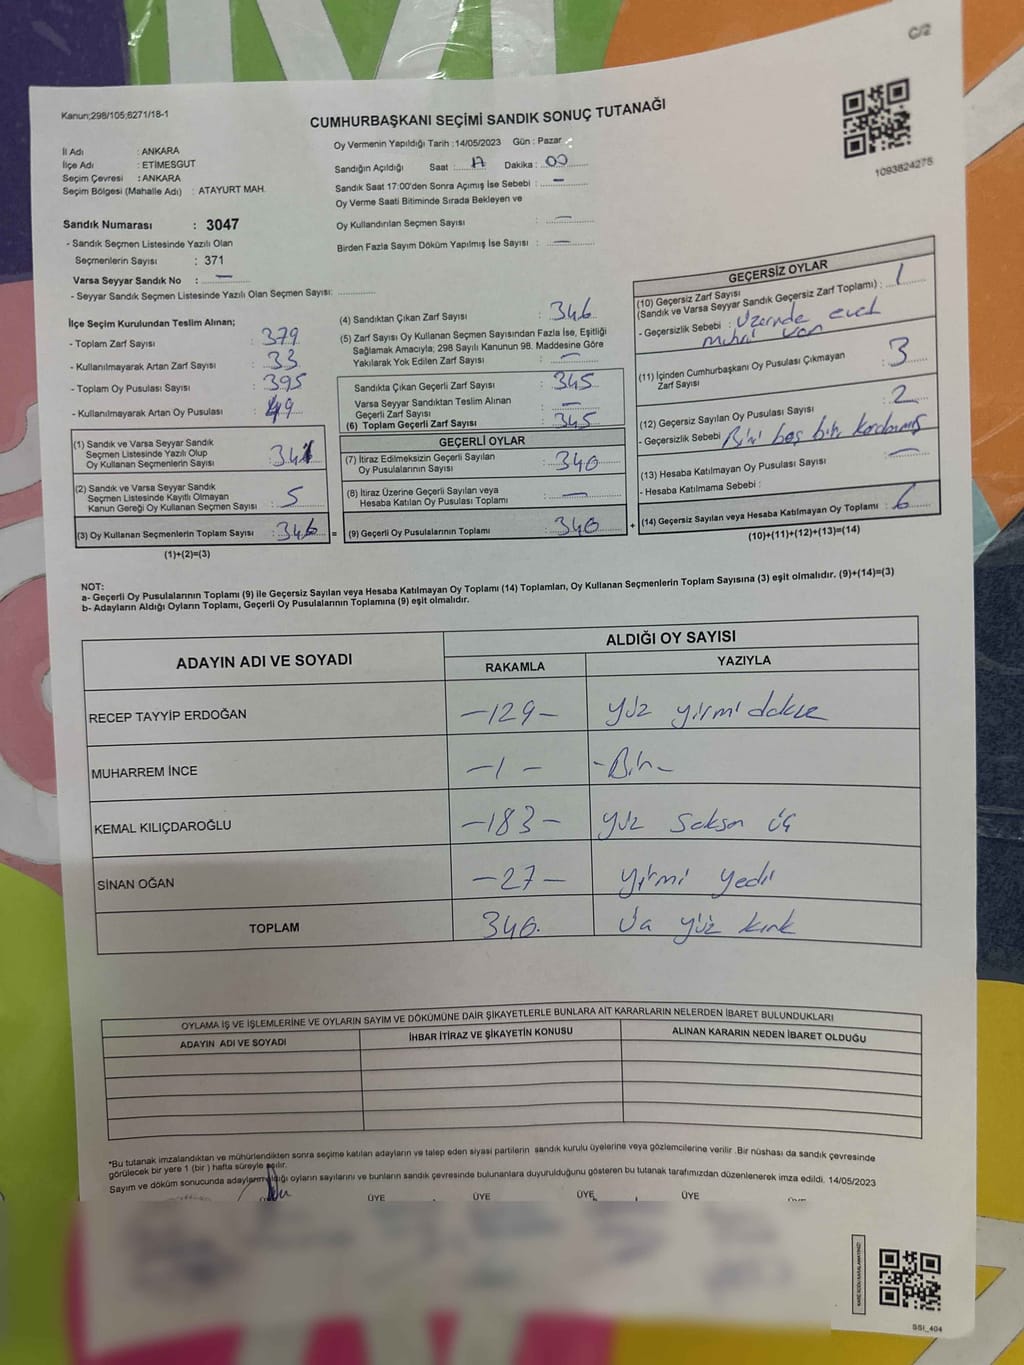 C/2
Kanun;298/105;6271/18-1
CUMHURBAŞKANI SEÇİMİ SANDIK SONUÇ TUTANAĞI
1093824275
İl Adı : ANKARA
İlçe Adı : ETİMESGUT
Seçim Çevresi : ANKARA
Seçim Bölgesi (Mahalle Adı) : ATAYURT MAH.
Oy Vermenin Yapıldığı Tarih : 14/05/2023 Gün : Pazar
Sandığın Açıldığı Saat : 17 Dakika : 00
Sandık Saat 17:00'den Sonra Açımış İse Sebebi : —
Oy Verme Saati Bitiminde Sırada Bekleyen ve
Oy Kullandırılan Seçmen Sayısı : —
Birden Fazla Sayım Döküm Yapılmış İse Sayısı : —
Sandık Numarası : 3047
- Sandık Seçmen Listesinde Yazılı Olan
Seçmenlerin Sayısı : 371
Varsa Seyyar Sandık No : —
- Seyyar Sandık Seçmen Listesinde Yazılı Olan Seçmen Sayısı:
İlçe Seçim Kurulundan Teslim Alınan;
- Toplam Zarf Sayısı : 379
- Kullanılmayarak Artan Zarf Sayısı : 33
- Toplam Oy Pusulası Sayısı : 395
- Kullanılmayarak Artan Oy Pusulası : 49
(1) Sandık ve Varsa Seyyar Sandık
Seçmen Listesinde Yazılı Olup
Oy Kullanan Seçmenlerin Sayısı : 341
(2) Sandık ve Varsa Seyyar Sandık
Seçmen Listesinde Kayıtlı Olmayan
Kanun Gereği Oy Kullanan Seçmen Sayısı : 5
(3) Oy Kullanan Seçmenlerin Toplam Sayısı : 346 =
(1)+(2)=(3)
(4) Sandıktan Çıkan Zarf Sayısı : 346
(5) Zarf Sayısı Oy Kullanan Seçmen Sayısından Fazla İse, Eşitliği
Sağlamak Amacıyla; 298 Sayılı Kanunun 98. Maddesine Göre
Yakılarak Yok Edilen Zarf Sayısı : —
Sandıkta Çıkan Geçerli Zarf Sayısı : 345
Varsa Seyyar Sandıktan Teslim Alınan
Geçerli Zarf Sayısı : —
(6) Toplam Geçerli Zarf Sayısı : 345
GEÇERLİ OYLAR
(7) İtiraz Edilmeksizin Geçerli Sayılan
Oy Pusulalarının Sayısı : 340
(8) İtiraz Üzerine Geçerli Sayılan veya
Hesaba Katılan Oy Pusulası Toplamı : —
(9) Geçerli Oy Pusulalarının Toplamı : 340 +
GEÇERSİZ OYLAR
(10) Geçersiz Zarf Sayısı
(Sandık ve Varsa Seyyar Sandık Geçersiz Zarf Toplamı) : 1
- Geçersizlik Sebebi : Üzerinde evet
mührü var
(11) İçinden Cumhurbaşkanı Oy Pusulası Çıkmayan
Zarf Sayısı : 3
(12) Geçersiz Sayılan Oy Pusulası Sayısı : 2
- Geçersizlik Sebebi Biri boş biri
(13) Hesaba Katılmayan Oy Pusulası Sayısı : —
- Hesaba Katılmama Sebebi :
(14) Geçersiz Sayılan veya Hesaba Katılmayan Oy Toplamı : 6
(10)+(11)+(12)+(13)=(14)
NOT:
a- Geçerli Oy Pusulalarının Toplamı (9) ile Geçersiz Sayılan veya Hesaba Katılmayan Oy Toplamı (14) Toplamları, Oy Kullanan Seçmenlerin Toplam Sayısına (3) eşit olmalıdır. (9)+(14)=(3)
b- Adayların Aldığı Oyların Toplamı, Geçerli Oy Pusulalarının Toplamına (9) eşit olmalıdır.
ADAYIN ADI VE SOYADI
ALDIĞI OY SAYISI
RAKAMLA YAZIYLA
RECEP TAYYİP ERDOĞAN -129- Yüz yirmi dokuz
MUHARREM İNCE -1- -Bir-
KEMAL KILIÇDAROĞLU -183- Yüz Seksen üç
SİNAN OĞAN -27- Yirmi yedi
TOPLAM 340. Üç yüz kırk
OYLAMA İŞ VE İŞLEMLERİNE VE OYLARIN SAYIM VE DÖKÜMÜNE DAİR ŞİKAYETLERLE BUNLARA AİT KARARLARIN NELERDEN İBARET BULUNDUKLARI
ADAYIN ADI VE SOYADI İHBAR İTİRAZ VE ŞİKAYETİN KONUSU ALINAN KARARIN NEDEN İBARET OLDUĞU
*Bu tutanak imzalandıktan ve mühürlendikten sonra seçime katılan adayların ve talep eden siyasi partilerin sandık kurulu üyelerine veya gözlemcilerine verilir .Bir nüshası da sandık çevresinde
görülecek bir yere 1 (bir ) hafta süreyle asılır.
Sayım ve döküm sonucunda adayların aldığı oyların sayılarını ve bunların sandık çevresinde bulunanlara duyurulduğunu gösteren bu tutanak tarafımızdan düzenlenerek imza edildi. 14/05/2023
ÜYE ÜYE ÜYE ÜYE
SSI_404